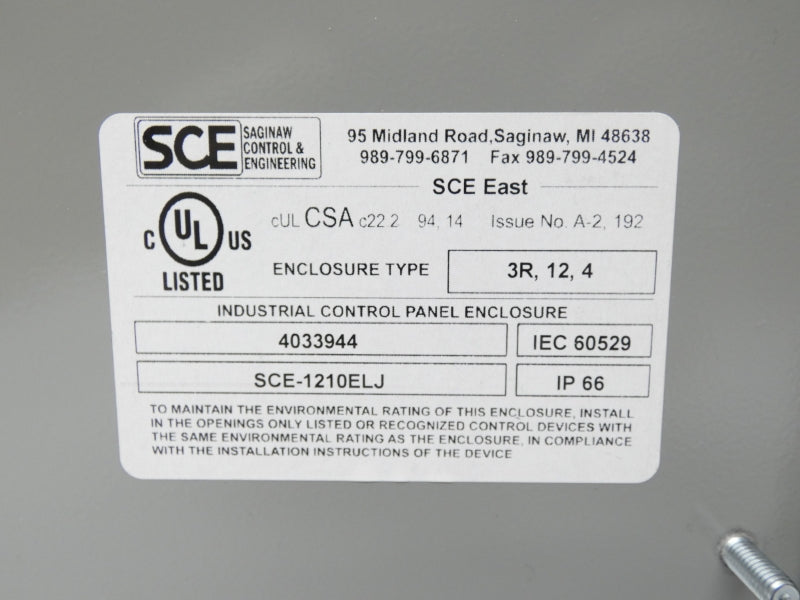 SCE SAGINAW CONTROL & ENGINEERING
95 Midland Road,Saginaw, MI 48638
989-799-6871 Fax 989-799-4524
SCE East
C UL US LISTED
cUL CSA c22.2 94, 14 Issue No. A-2, 192
ENCLOSURE TYPE 3R, 12, 4
INDUSTRIAL CONTROL PANEL ENCLOSURE
4033944 IEC 60529
SCE-1210ELJ IP 66
TO MAINTAIN THE ENVIRONMENTAL RATING OF THIS ENCLOSURE, INSTALL
IN THE OPENINGS ONLY LISTED OR RECOGNIZED CONTROL DEVICES WITH
THE SAME ENVIRONMENTAL RATING AS THE ENCLOSURE, IN COMPLIANCE
WITH THE INSTALLATION INSTRUCTIONS OF THE DEVICE